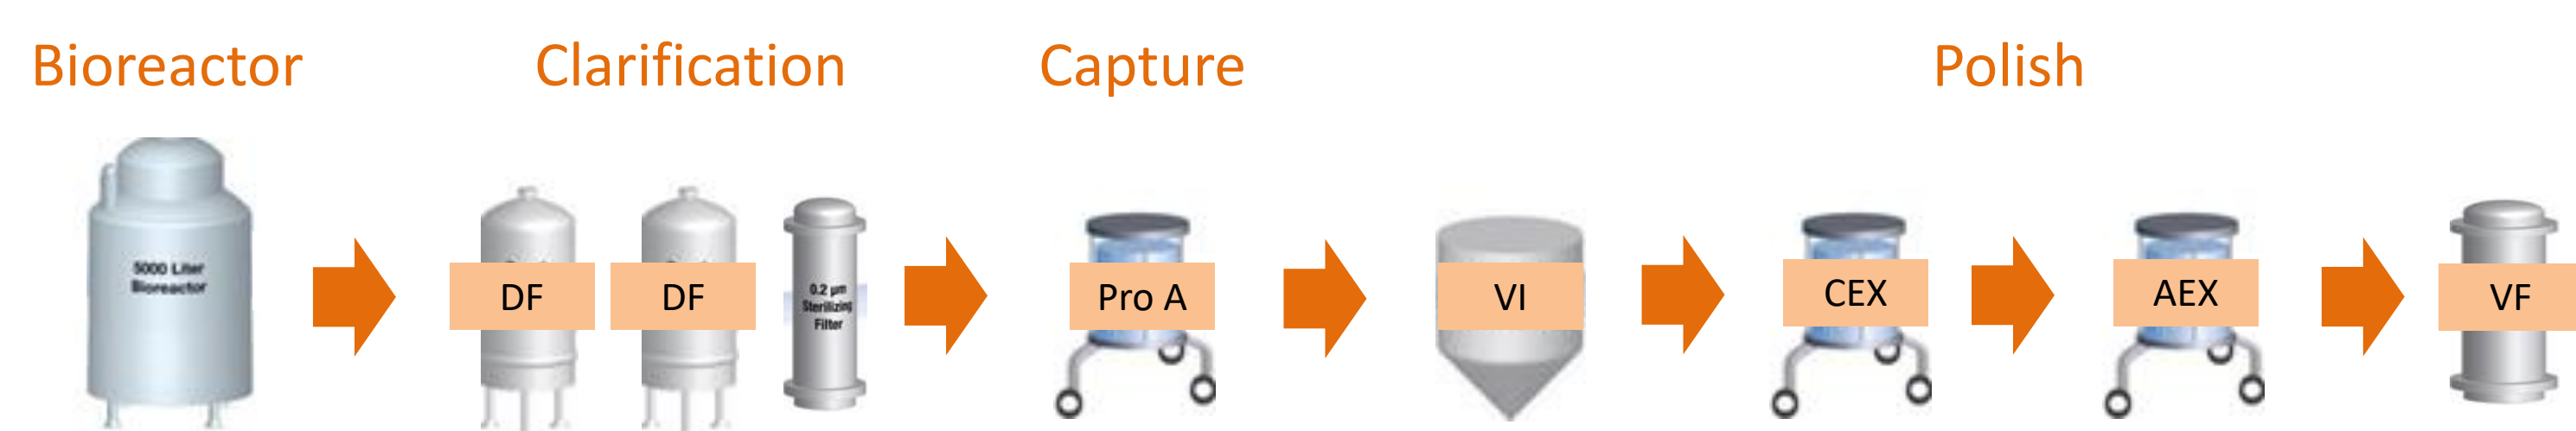 Bioreactor
Clarification
Capture
Polish
5000 Liter
Bioreactor
DF
DF
0.2 µm
Sterilizing
Filter
Pro A
VI
CEX
AEX
VF